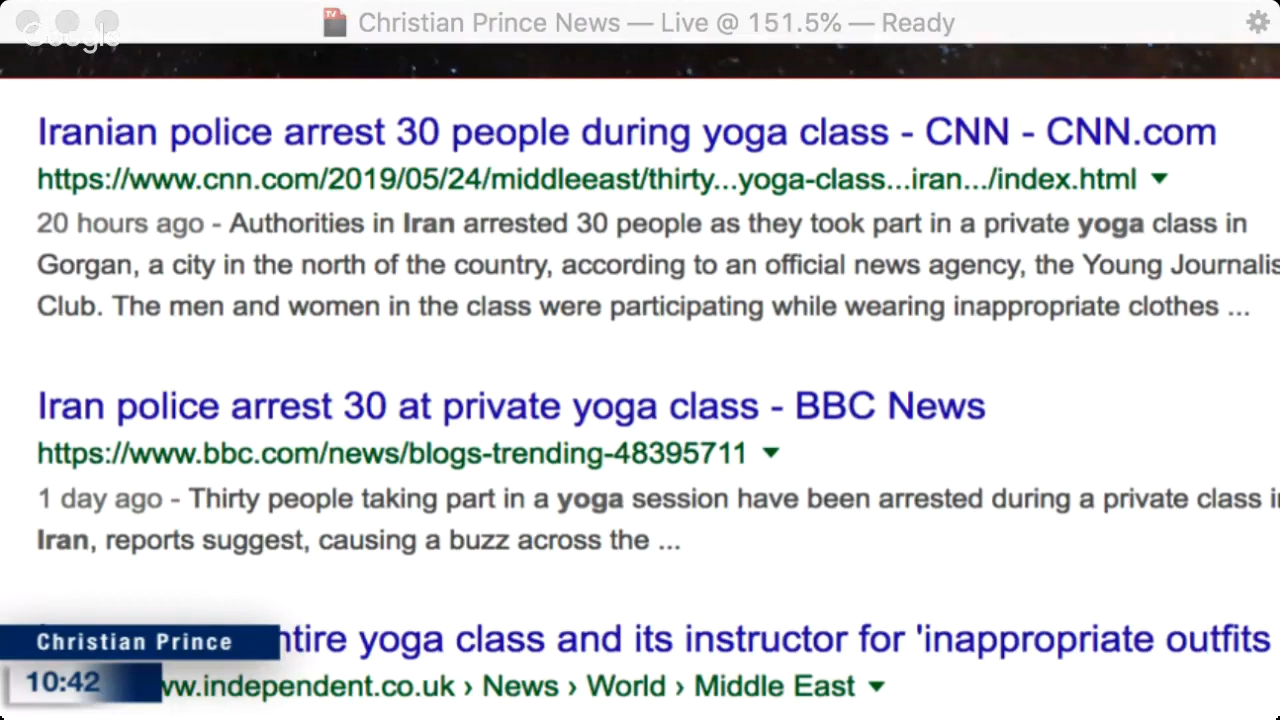 TV
Christian Prince News — Live @ 151.5% — Ready
Google
Iranian police arrest 30 people during yoga class - CNN - CNN.com
https://www.cnn.com/2019/05/24/middleeast/thirty...yoga-class...iran.../index.html
20 hours ago - Authorities in Iran arrested 30 people as they took part in a private yoga class in
Gorgan, a city in the north of the country, according to an official news agency, the Young Journalis
Club. The men and women in the class were participating while wearing inappropriate clothes ...
Iran police arrest 30 at private yoga class - BBC News
https://www.bbc.com/news/blogs-trending-48395711
1 day ago - Thirty people taking part in a yoga session have been arrested during a private class i
Iran, reports suggest, causing a buzz across the ...
Christian Prince
ntire yoga class and its instructor for 'inappropriate outfits
10:42
ww.independent.co.uk › News › World › Middle East